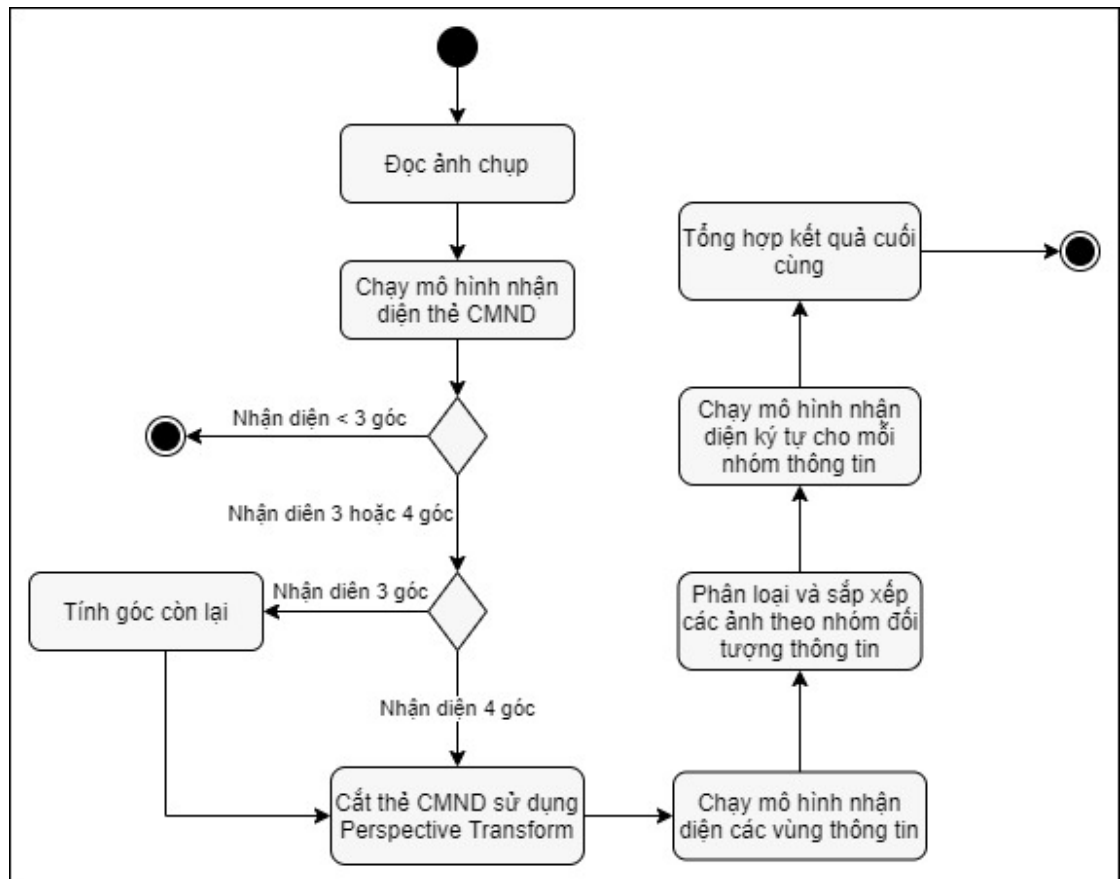 Đọc ảnh chụp
Chạy mô hình nhận
diện thẻ CMND
Nhận diện < 3 góc
Nhận diên 3 hoặc 4 góc
Nhận diên 3 góc
Tính góc còn lại
Nhận diện 4 góc
Cắt thẻ CMND sử dụng
Perspective Transform
Chạy mô hình nhận
diện các vùng thông tin
Phân loại và sắp xếp
các ảnh theo nhóm đối
tượng thông tin
Chạy mô hình nhận
diện ký tự cho mỗi
nhóm thông tin
Tổng hợp kết quả cuối
cùng